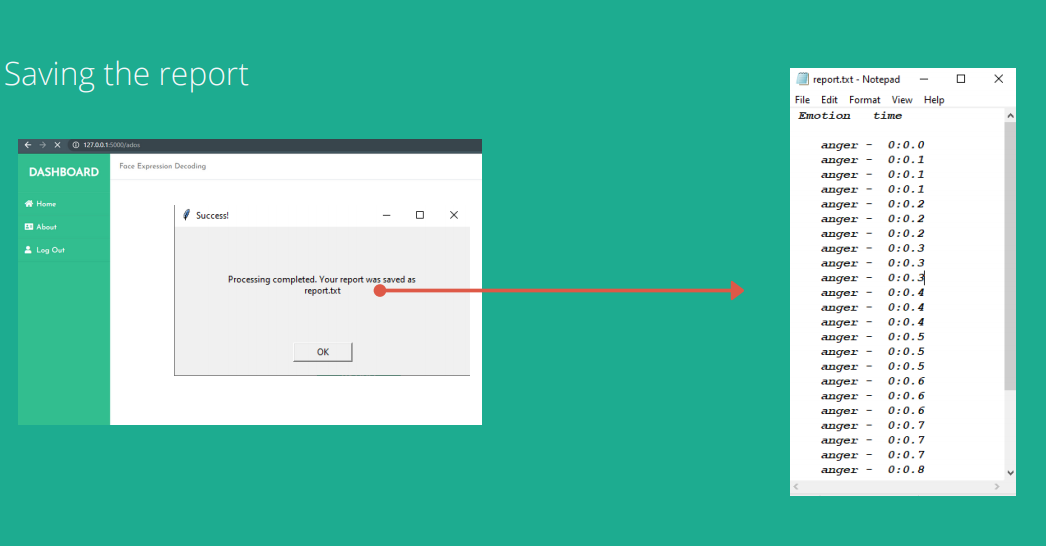 Saving the report
127.0.0.1:5000/ados
DASHBOARD
Face Expression Decoding
Home
About
Log Out
Success!
Processing completed. Your report was saved as
report.txt
OK
report.txt - Notepad
File Edit Format View Help
Emotion time
anger - 0:0.0
anger - 0:0.1
anger - 0:0.1
anger - 0:0.1
anger - 0:0.2
anger - 0:0.2
anger - 0:0.2
anger - 0:0.3
anger - 0:0.3
anger - 0:0.3
anger - 0:0.4
anger - 0:0.4
anger - 0:0.4
anger - 0:0.5
anger - 0:0.5
anger - 0:0.5
anger - 0:0.6
anger - 0:0.6
anger - 0:0.6
anger - 0:0.7
anger - 0:0.7
anger - 0:0.7
anger - 0:0.8